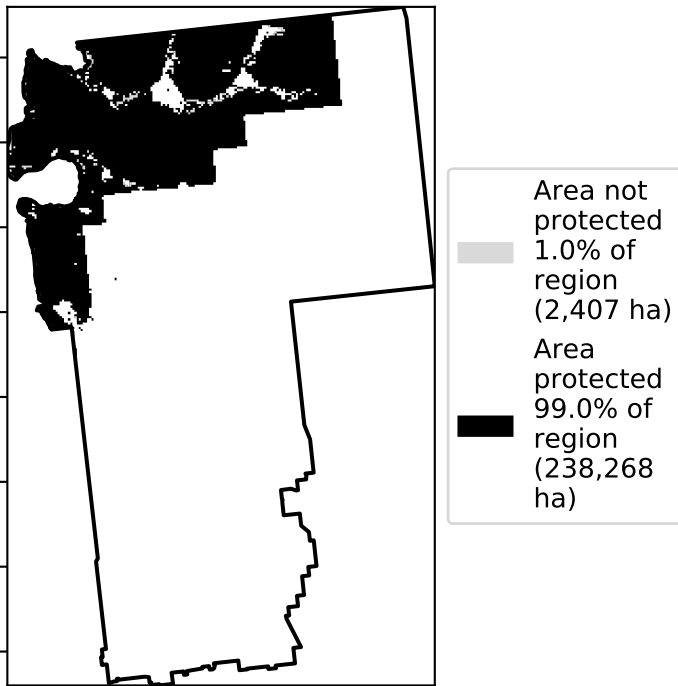 Area not
protected
1.0% of
region
(2,407 ha)
Area
protected
99.0% of
region
(238,268
ha)